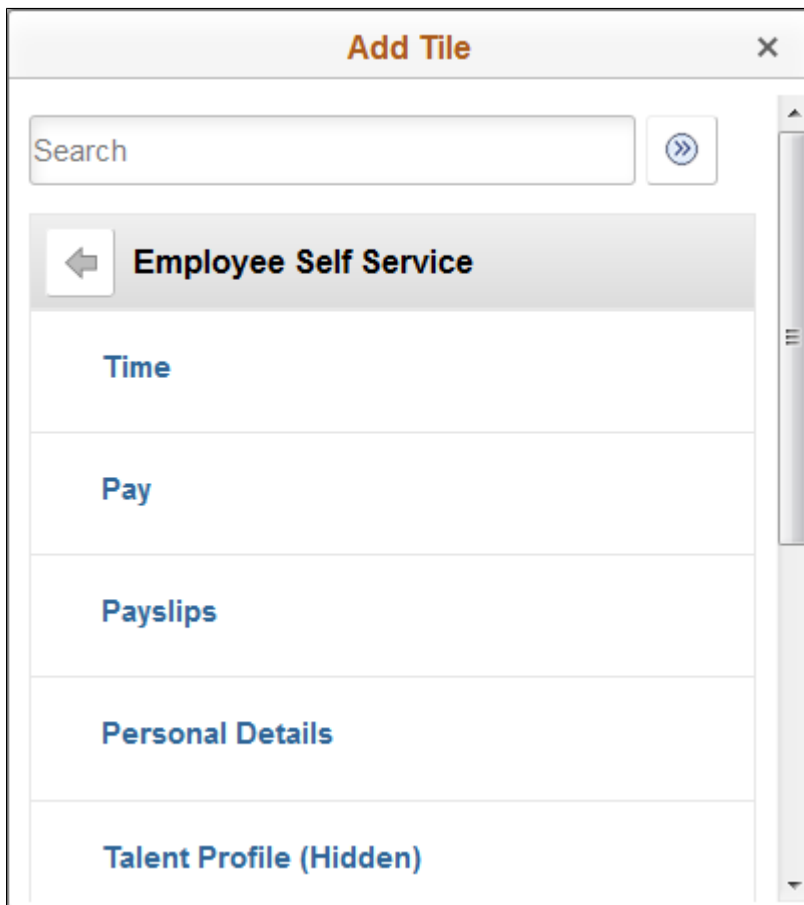 Add Tile
Search
Employee Self Service
Time
Pay
Payslips
Personal Details
Talent Profile (Hidden)